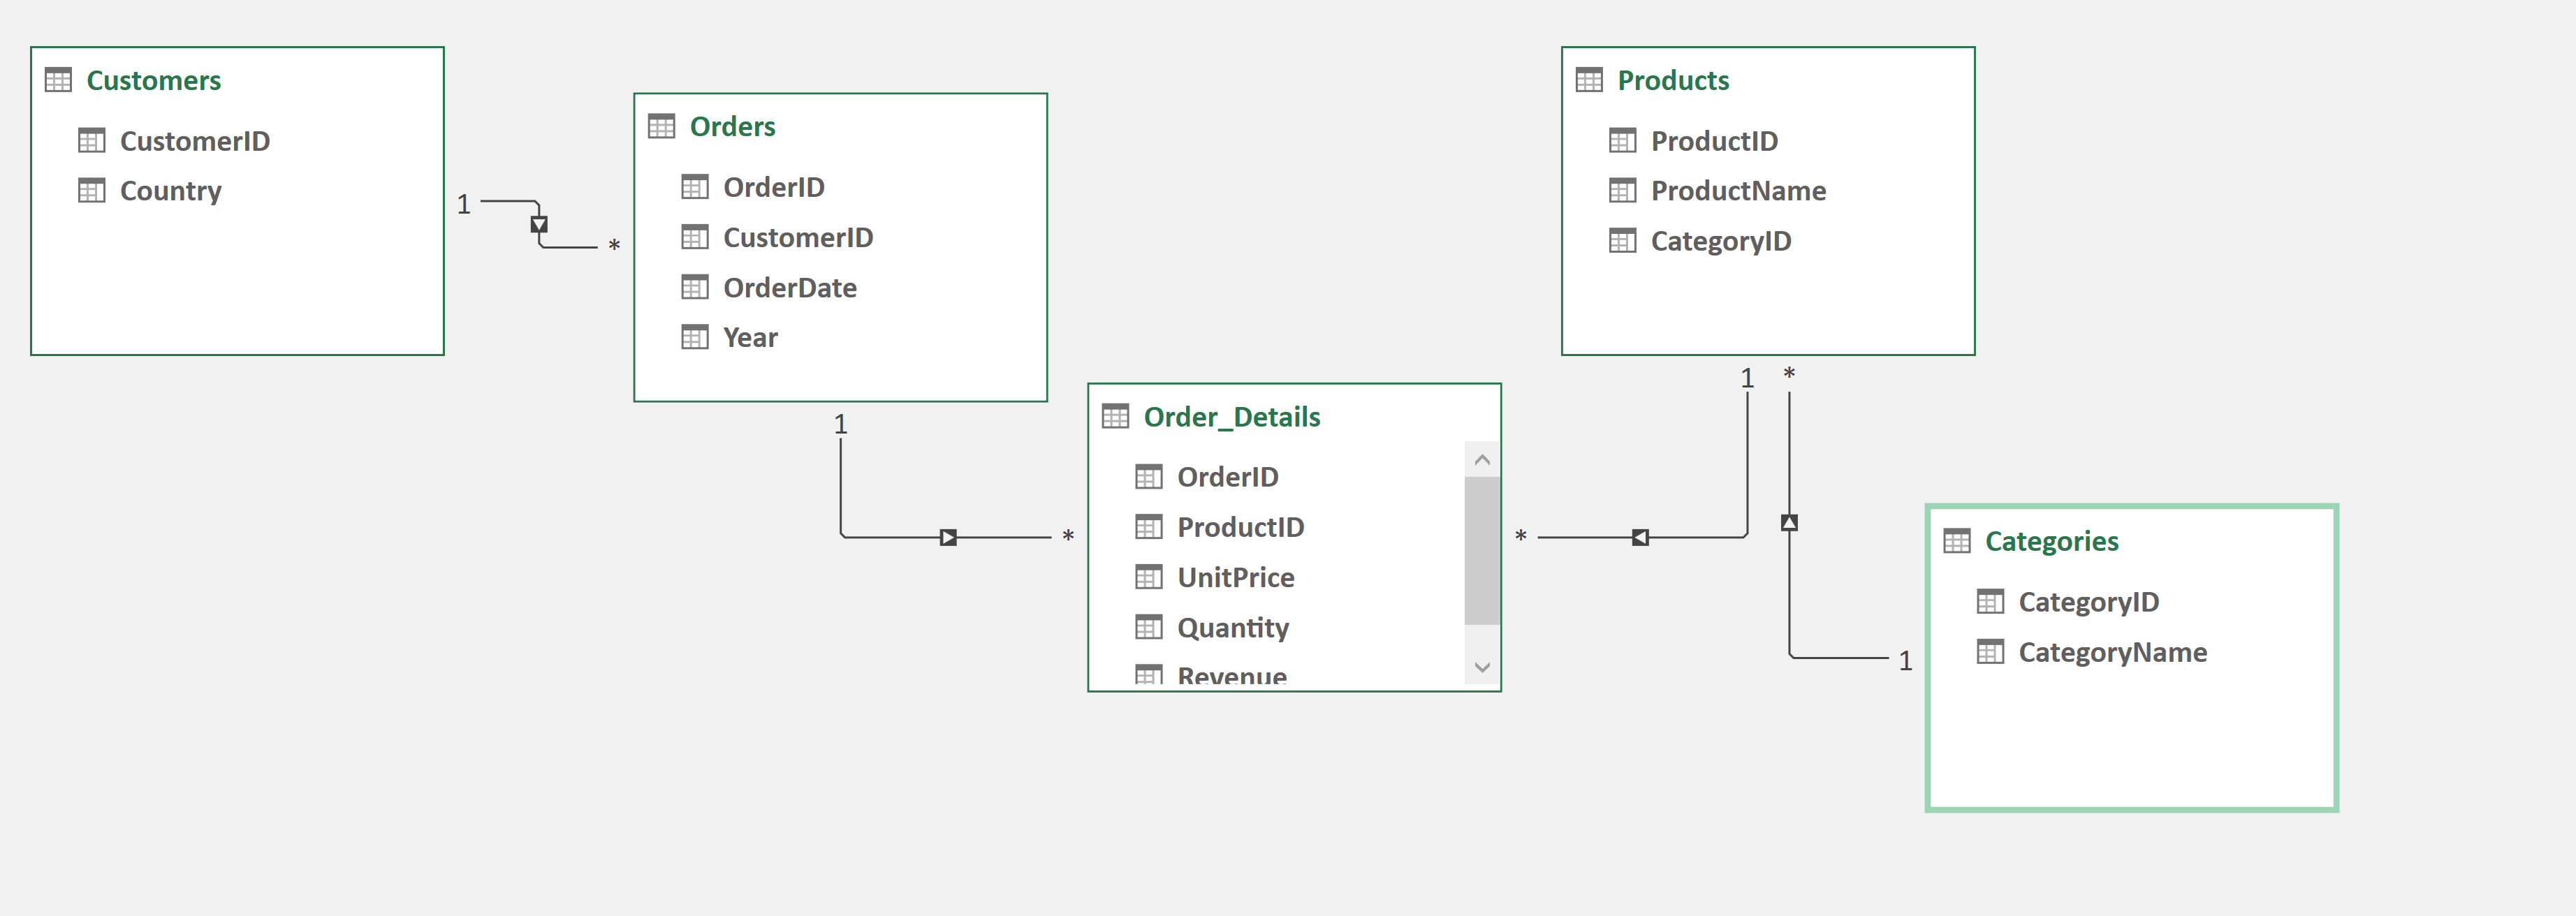 Customers
CustomerID
Country
1
*
Orders
OrderID
CustomerID
OrderDate
Year
1
*
Order_Details
OrderID
ProductID
UnitPrice
Quantity
Revenue
*
Products
ProductID
ProductName
CategoryID
1 *
1
Categories
CategoryID
CategoryName